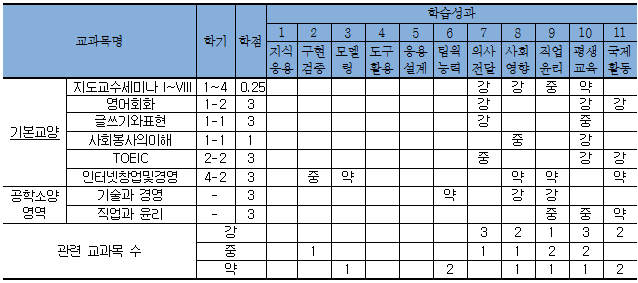 교과목명 학기 학점 학습성과
1 2 3 4 5 6 7 8 9 10 11
지식 구현 모델 도구 응용 팀웍 의사 사회 직업 평생 국제
응용 검증 링 활용 설계 능력 전달 영향 윤리 교육 활동
기본교양 지도교수세미나 I~VIII 1~4 0.25 강 강 중 약
영어회화 1-2 3 강 강 강
글쓰기와표현 1-1 3 강 중
사회봉사의이해 1-1 1 중 강
TOEIC 2-2 3 중 강 강
인터넷창업및경영 4-2 3 중 약 약 약 약
공학소양 영역 기술과 경영 - 3 약 강 강
직업과 윤리 - 3 중 중 약
관련 교과목 수 강 3 2 1 3 2
중 1 1 1 2 2
약 1 2 1 1 1 2